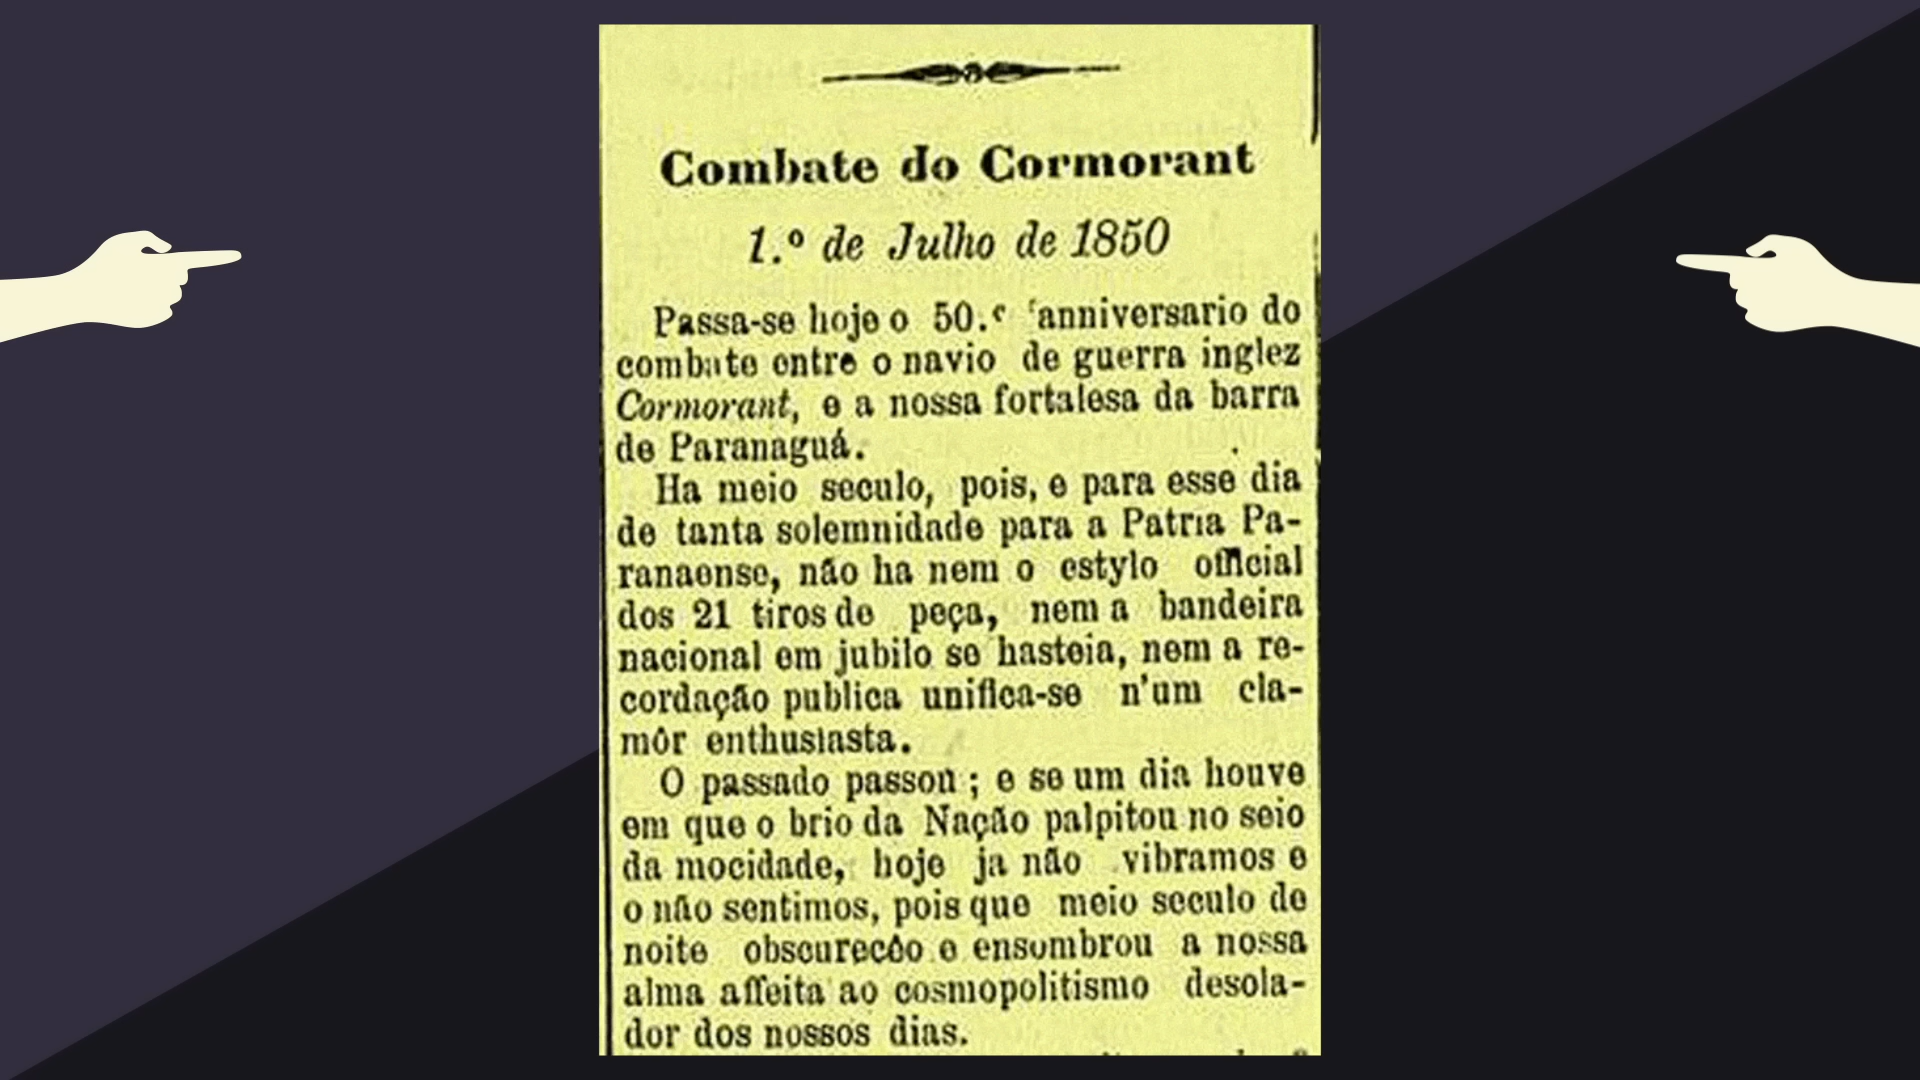 Combate do Cormorant
1.º de Julho de 1850
Passa-se hoje o 50.º anniversario do
combate entre o navio de guerra inglez
Cormorant, e a nossa fortalesa da barra
de Paranaguá.
Ha meio seculo, pois, e para esse dia
de tanta solemnidade para a Patria Pa-
ranaense, não ha nem o estylo official
dos 21 tiros de peça, nem a bandeira
nacional em jubilo se hasteia, nem a re-
cordação publica unifica-se n'um cla-
môr enthusiasta.
O passado passou; e se um dia houve
em que o brio da Nação palpitou no seio
da mocidade, hoje ja não vibramos e
o não sentimos, pois que meio seculo de
noite obscurecêo e ensombrou a nossa
alma affeita ao cosmopolitismo desola-
dor dos nossos dias.